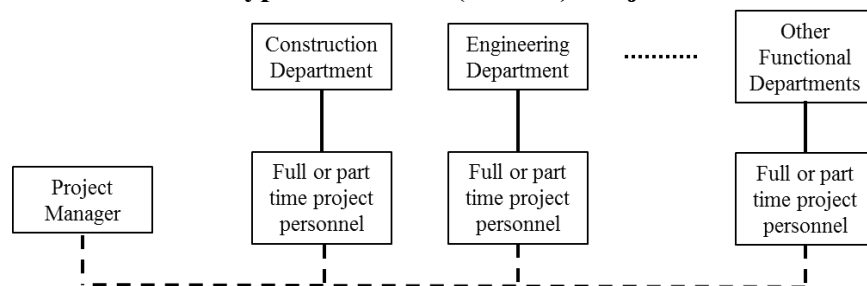 Construction
Department
Engineering
Department
Other
Functional
Departments
Project
Manager
Full or part
time project
personnel
Full or part
time project
personnel
Full or part
time project
personnel